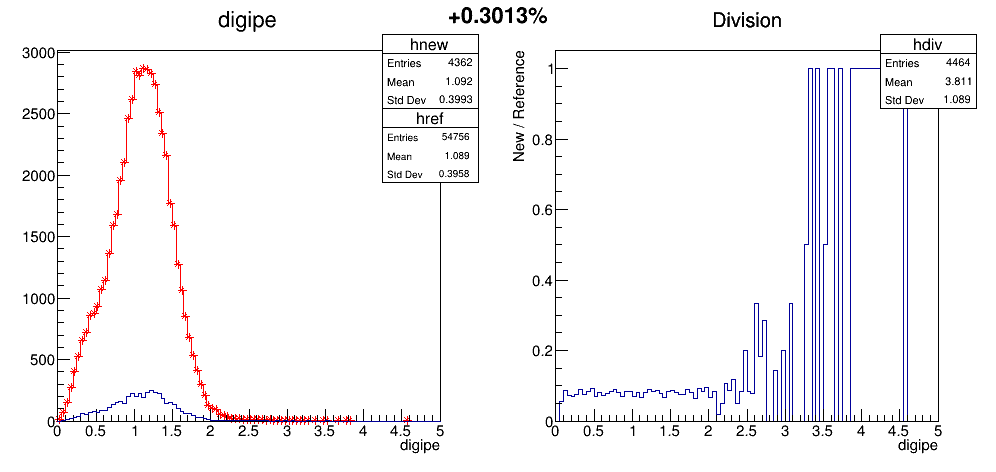 +0.3013%
digipe
hnew
Entries 4362
Mean 1.092
Std Dev 0.3993
href
Entries 54756
Mean 1.089
Std Dev 0.3958
3000
2500
2000
1500
1000
500
0
0 0.5 1 1.5 2 2.5 3 3.5 4 4.5 5
digipe
Division
hdiv
Entries 4464
Mean 3.811
Std Dev 1.089
New / Reference
1
0.8
0.6
0.4
0.2
0
0 0.5 1 1.5 2 2.5 3 3.5 4 4.5 5
digipe